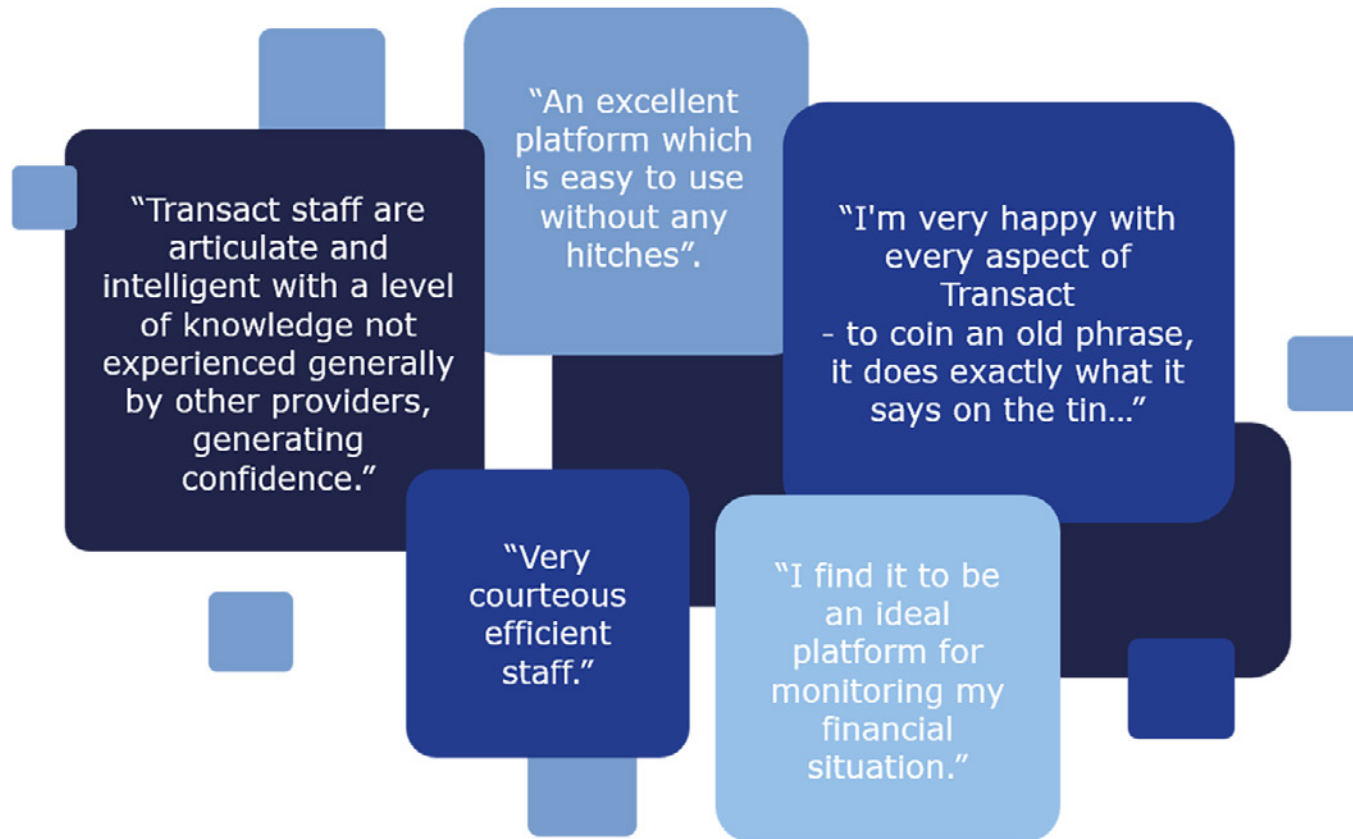 “Transact staff are
articulate and
intelligent with a level
of knowledge not
experienced generally
by other providers,
generating
confidence.”
“An excellent
platform which
is easy to use
without any
hitches”.
“I'm very happy with
every aspect of
Transact
- to coin an old phrase,
it does exactly what it
says on the tin...”
“Very
courteous
efficient
staff.”
“I find it to be
an ideal
platform for
monitoring my
financial
situation.”